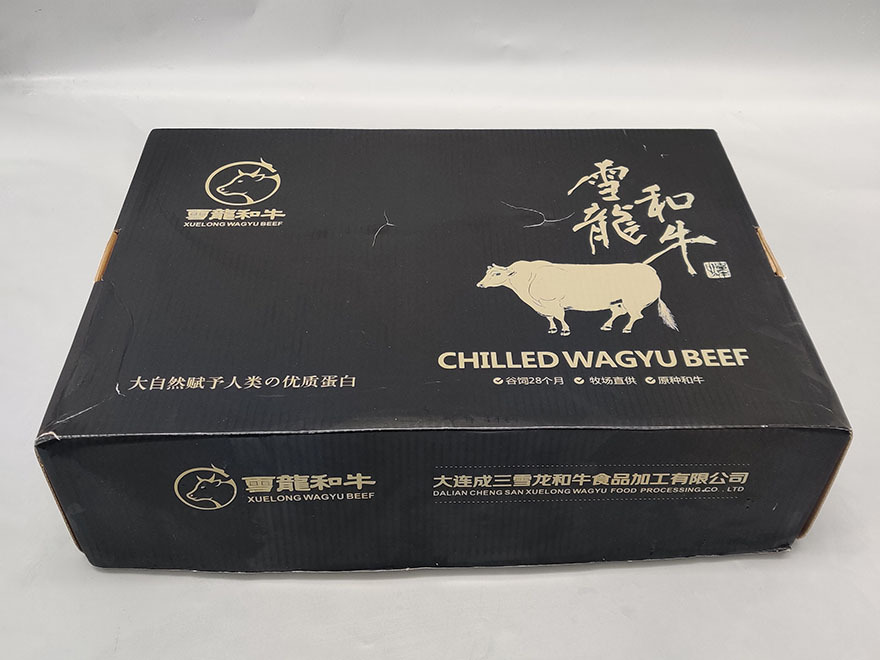 雪龍和牛
XUELONG WAGYU BEEF
雪龍
和牛
CHILLED WAGYU BEEF
谷饲28个月 牧场直供 原种和牛
大自然赋予人类の优质蛋白
雪龍和牛
XUELONG WAGYU BEEF
大连成三雪龙和牛食品加工有限公司
DALIAN CHENG SAN XUELONG WAGYU FOOD PROCESSING CO . , LTD